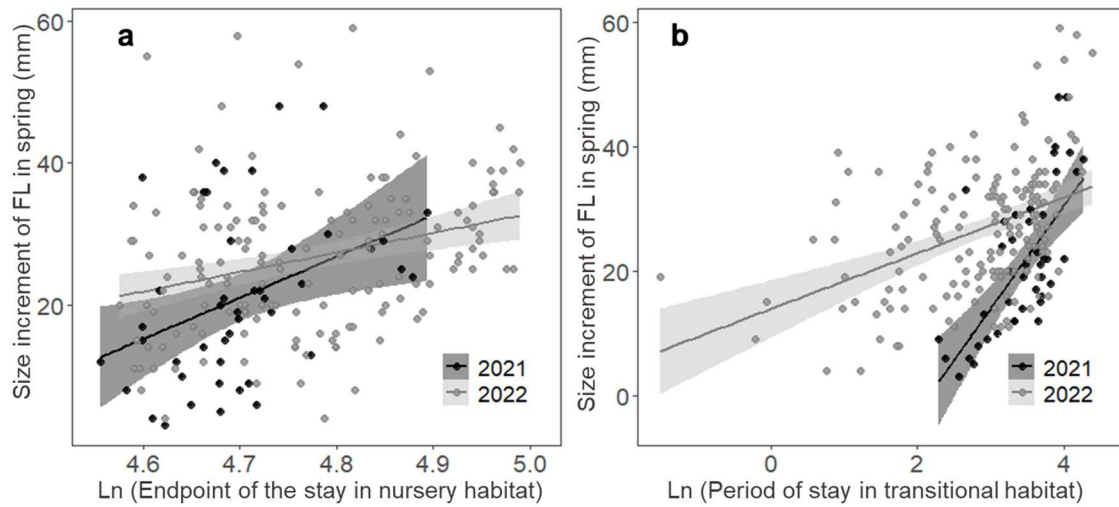 a
Size increment of FL in spring (mm)
60
40
20
4.6 4.7 4.8 4.9 5.0
Ln (Endpoint of the stay in nursery habitat)
2021
2022
b
Size increment of FL in spring (mm)
60
40
20
0
0 2 4
Ln (Period of stay in transitional habitat)
2021
2022